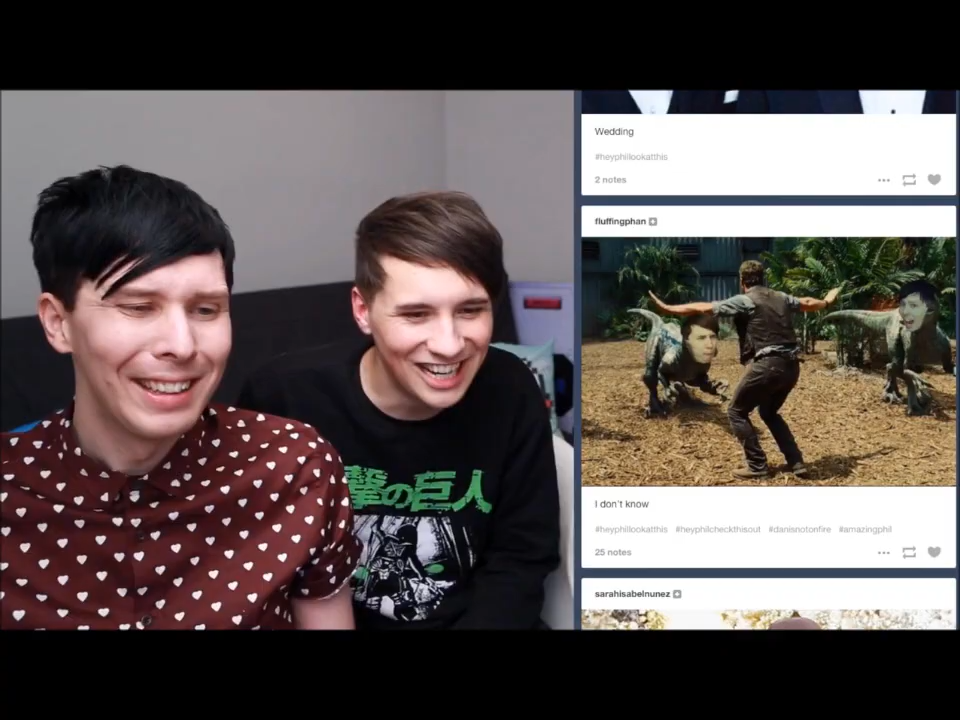 撃の巨人
Wedding
#heyphillookatthis
2 notes
fluffingphan
I don't know
#heyphillookatthis #heyphilcheckthisout #danisnotonfire #amazingphil
25 notes
sarahisabelnunez